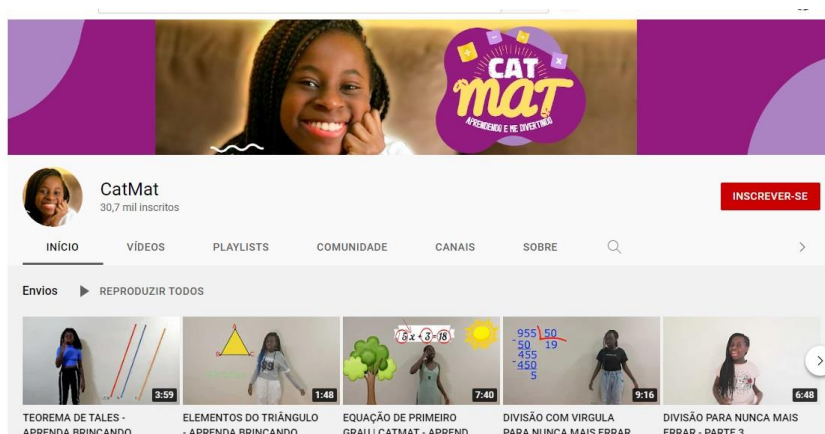 CAT
MAT
APRENDENDO E ME DIVERTINDO
CatMat
30,7 mil inscritos
INSCREVER-SE
INÍCIO VÍDEOS PLAYLISTS COMUNIDADE CANAIS SOBRE
Envios REPRODUZIR TODOS
A
B C
3:59
1:48
5x + 3 = 18
7:40
955 50
- 50 19
455
- 450
5
9:16
6:48
TEOREMA DE TALES -
APRENDA BRINCANDO
ELEMENTOS DO TRIÂNGULO
- APRENDA BRINCANDO
EQUAÇÃO DE PRIMEIRO
GRAU | CATMAT - APREND
DIVISÃO COM VIRGULA
PARA NUNCA MAIS ERRAR
DIVISÃO PARA NUNCA MAIS
ERRAR - PARTE 3